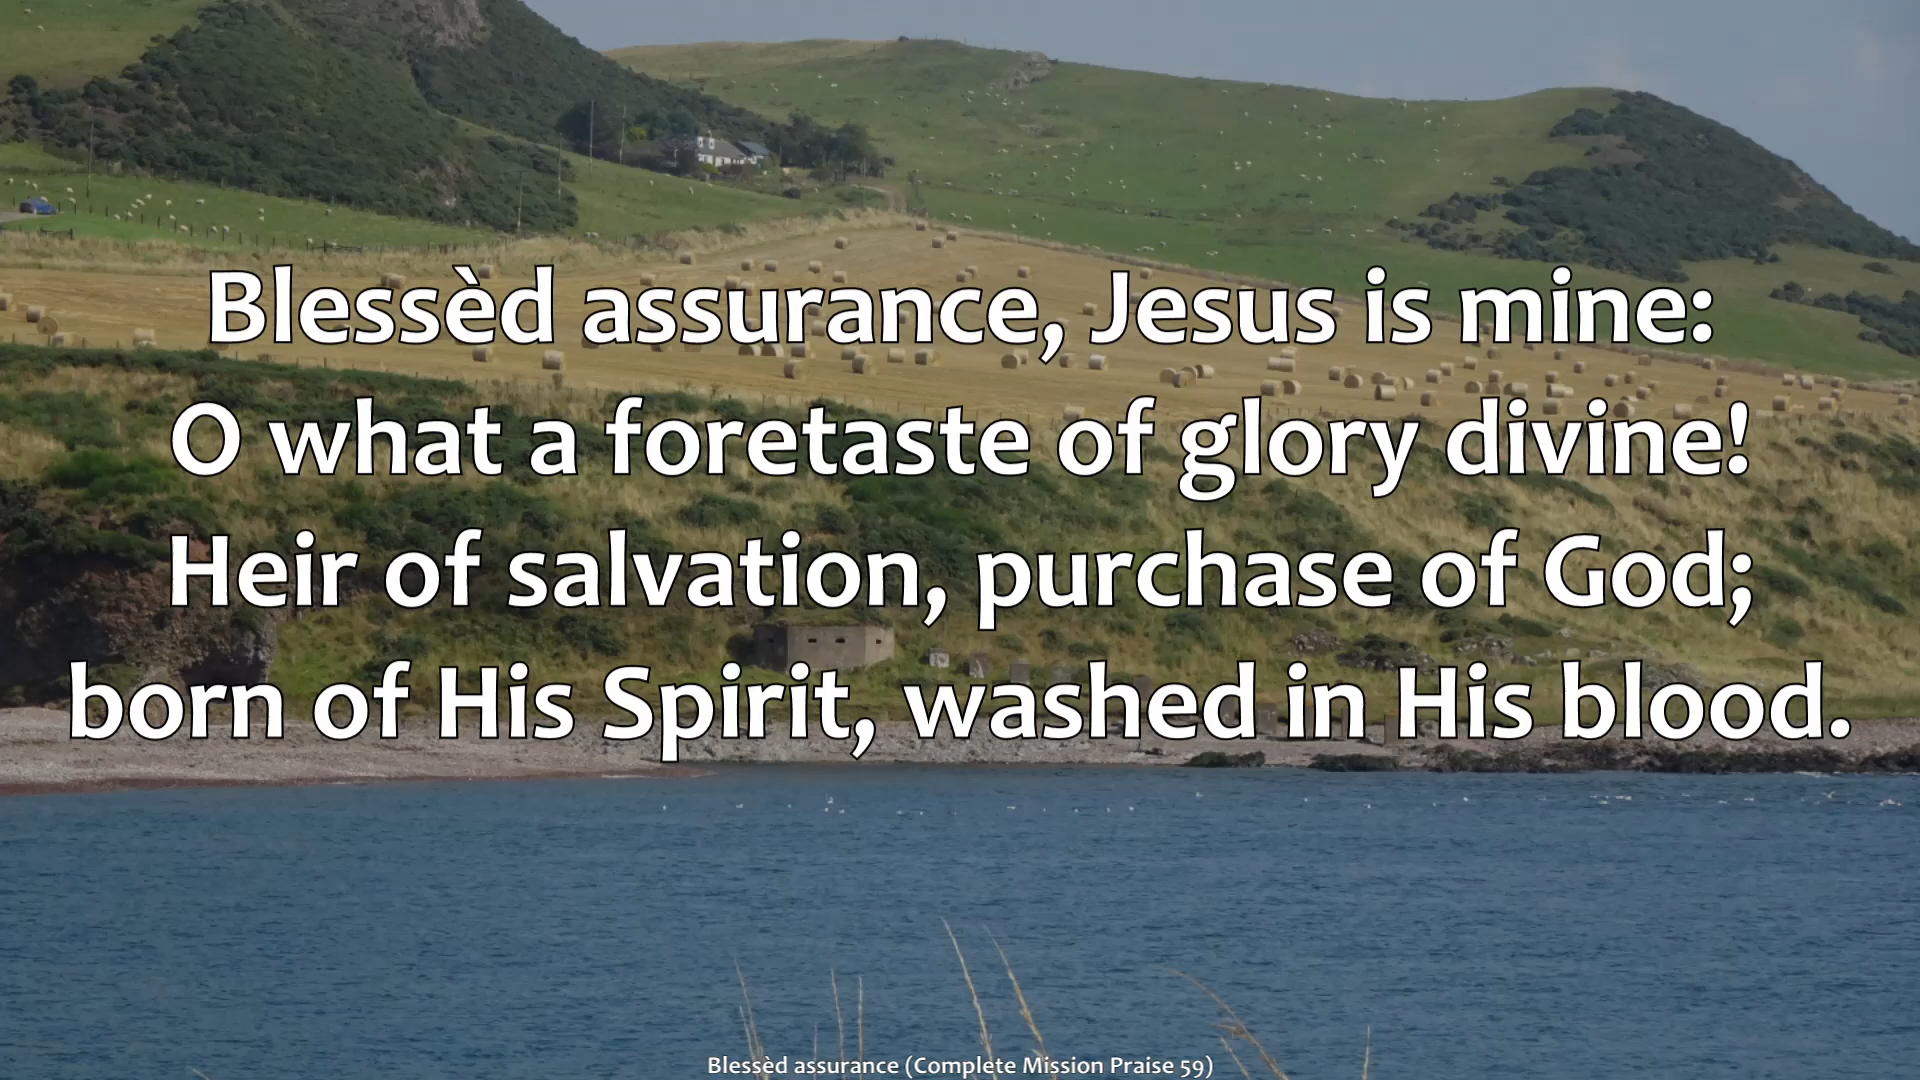 Blessèd assurance, Jesus is mine:
O what a foretaste of glory divine!
Heir of salvation, purchase of God;
born of His Spirit, washed in His blood.
Blessèd assurance (Complete Mission Praise 59)